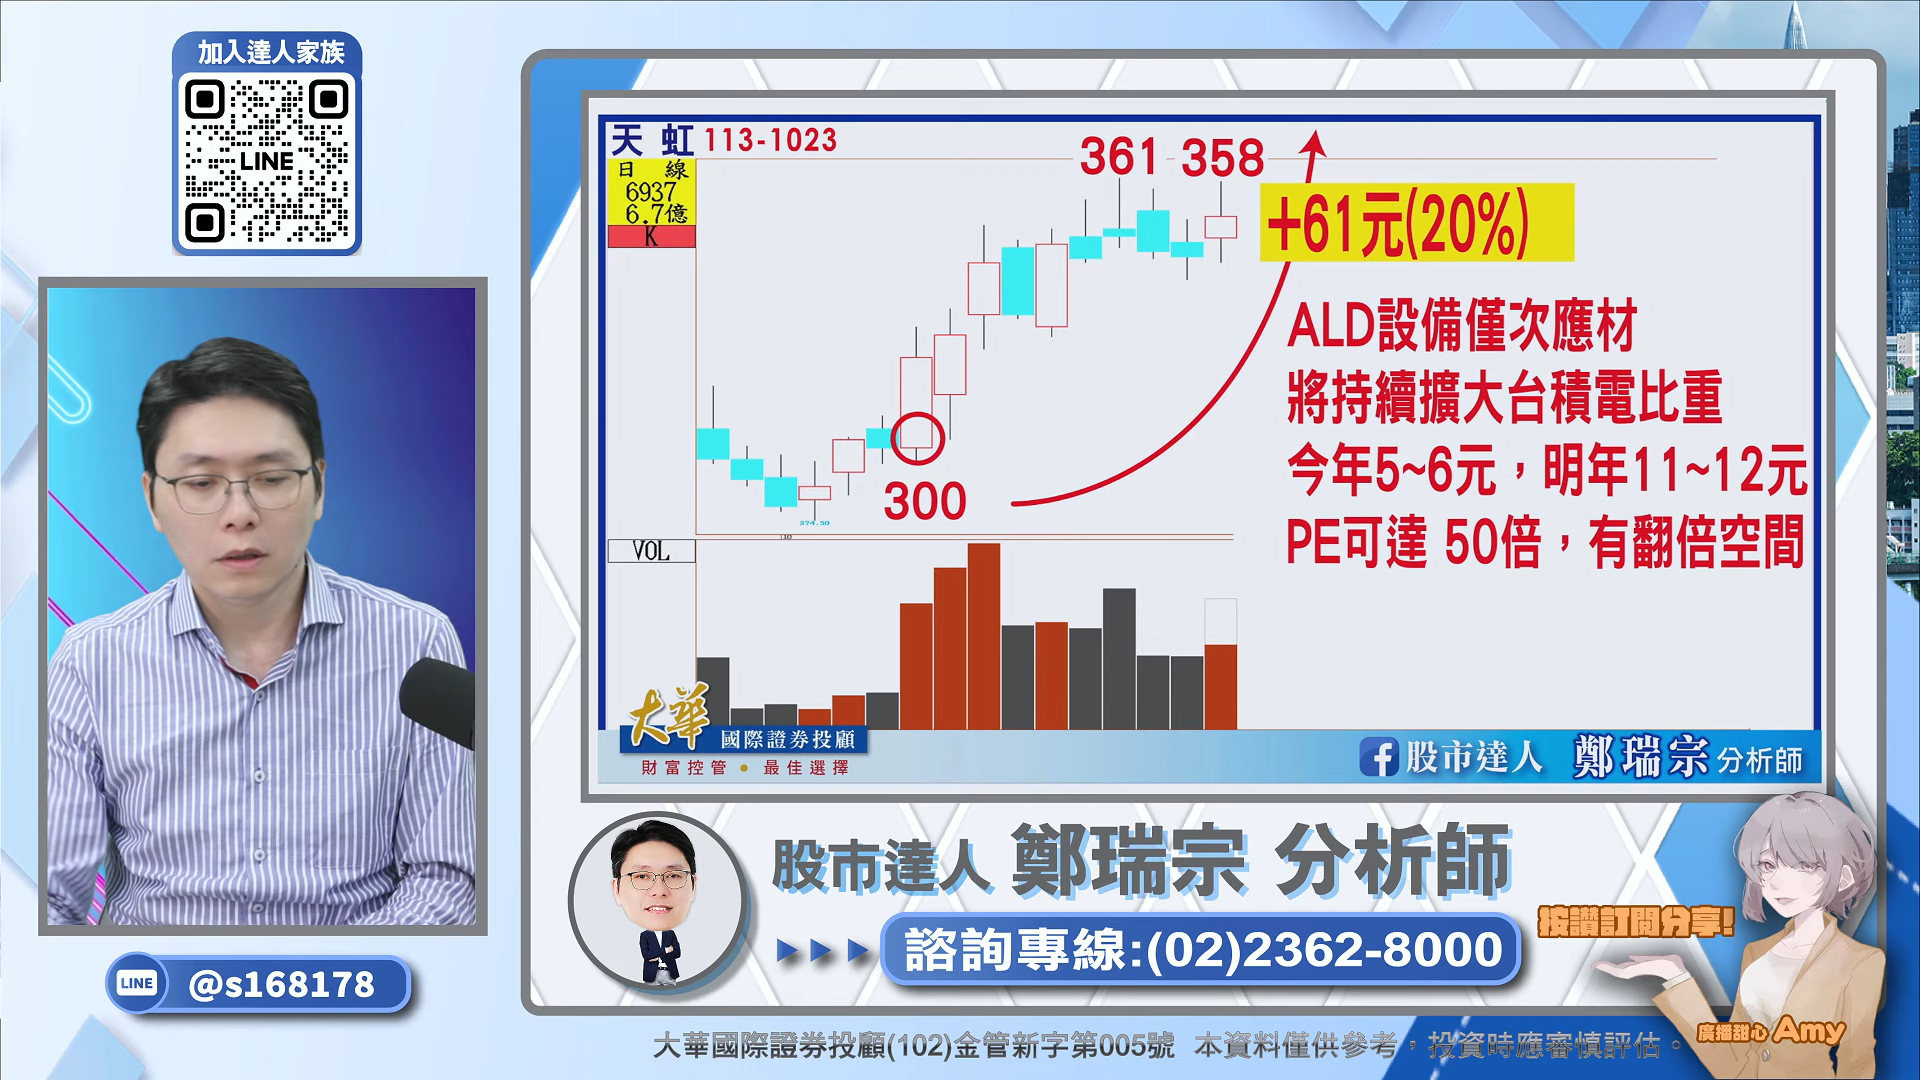 加入達人家族
LINE
天 虹 113-1023
日 線
6937
6.7億
K
361 358
+61元(20%)
ALD設備僅次應材
將持續擴大台積電比重
今年5~6元，明年11~12元
PE可達 50倍，有翻倍空間
300
274.50
10
VOL
大華
國際證券投顧
財富控管 • 最佳選擇
f 股市達人 鄭瑞宗 分析師
股市達人 鄭瑞宗 分析師
諮詢專線:(02)2362-8000
按讚訂閱分享!
廣播甜心 Amy
LINE @s168178
大華國際證券投顧(102)金管新字第005號 本資料僅供參考，投資時應審慎評估。